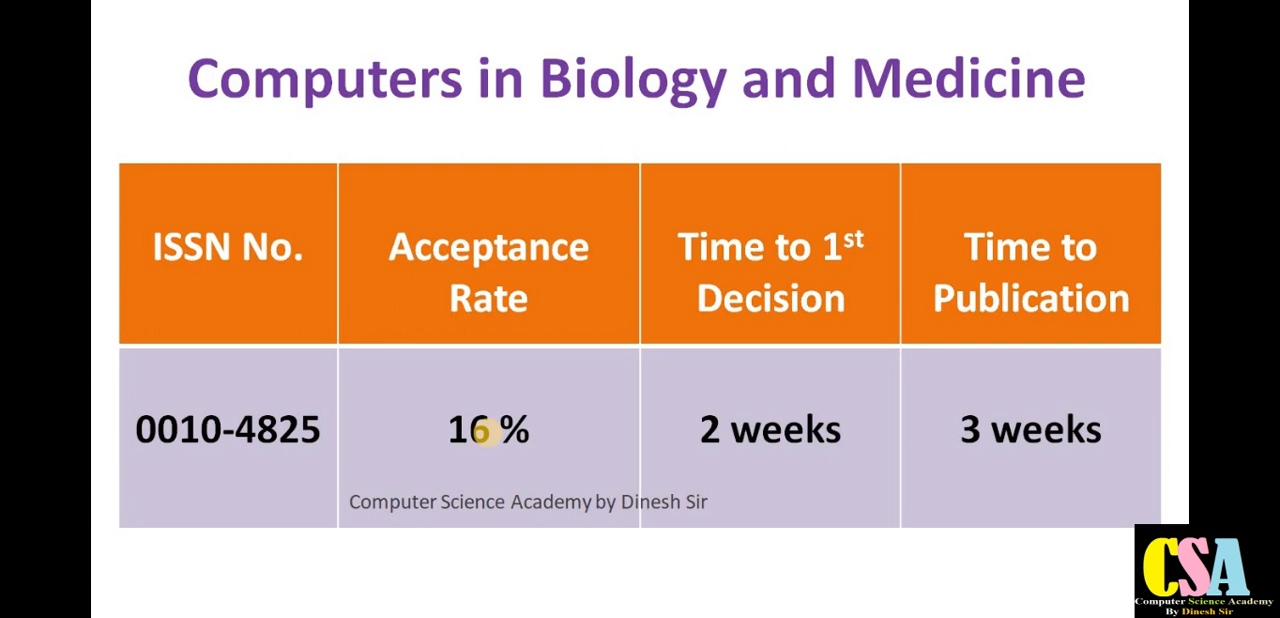 Computers in Biology and Medicine
ISSN No.
Acceptance
Rate
Time to 1st
Decision
Time to
Publication
0010-4825
16 %
2 weeks
3 weeks
Computer Science Academy by Dinesh Sir
CSA
Computer Science Academy
By Dinesh Sir